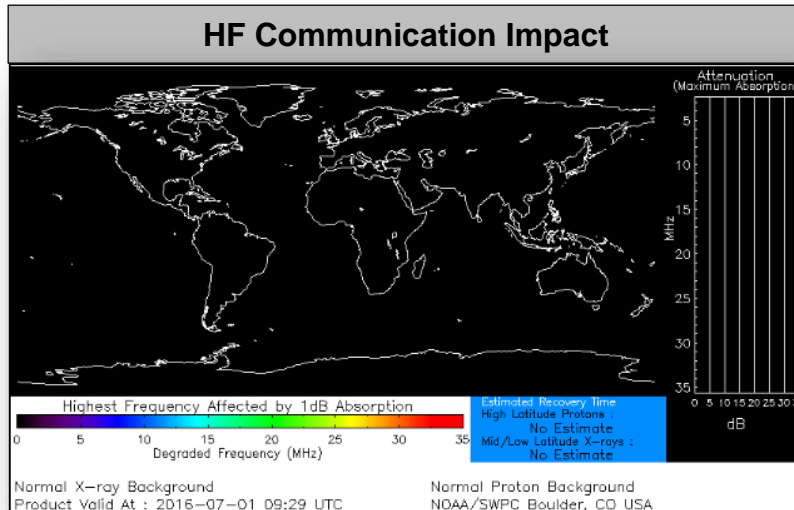 HF Communication Impact
Attenuation
(Maximum Absorption
5
10
15
20
25
30
35
MHz
0 5 10 15 20 25 30
dB
Highest Frequency Affected by 1dB Absorption
0 5 10 15 20 25 30 35
Degraded Frequency (MHz)
Estimated Recovery Time
High Latitude Protons :
No Estimate
Mid/Low Latitude X-rays :
No Estimate
Normal X-ray Background
Product Valid At : 2016-07-01 09:29 UTC
Normal Proton Background
NOAA/SWPC Boulder, CO USA